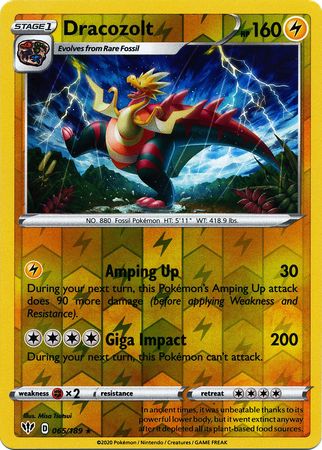 STAGE 1
Dracozolt
HP 160
Evolves from Rare Fossil
NO. 880 Fossil Pokémon HT: 5'11" WT: 418.9 lbs.
Amping Up 30
During your next turn, this Pokémon's Amping Up attack
does 90 more damage (before applying Weakness and
Resistance).
Giga Impact 200
During your next turn, this Pokémon can't attack.
weakness ×2 resistance retreat
Illus. Misa Tsutsui
D 065/189 ★
In ancient times, it was unbeatable thanks to its
powerful lower body, but it went extinct anyway
after it depleted all its plant-based food sources.
©2020 Pokémon / Nintendo / Creatures / GAME FREAK